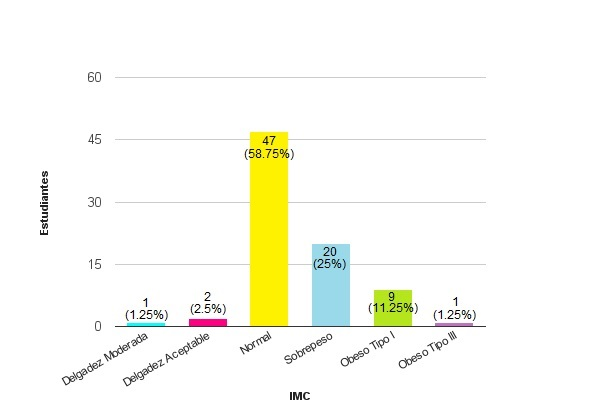 60
45
30
15
0
Estudiantes
1
(1.25%)
2
(2.5%)
47
(58.75%)
20
(25%)
9
(11.25%)
1
(1.25%)
Delgadez Moderada
Delgadez Aceptable
Normal
Sobrepeso
Obeso Tipo I
Obeso Tipo III
IMC